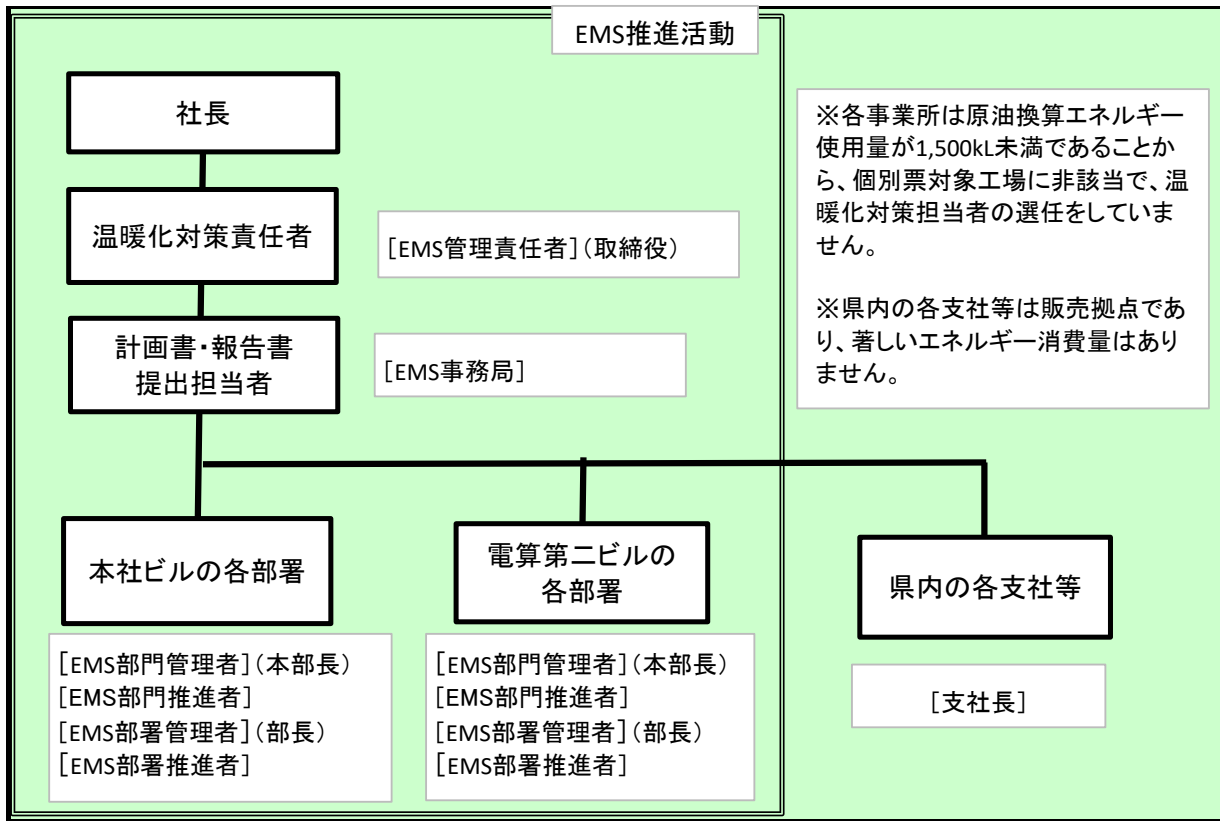 EMS推進活動
社長
温暖化対策責任者
[EMS管理責任者](取締役)
計画書・報告書
提出担当者
[EMS事務局]
※各事業所は原油換算エネルギー
使用量が1,500kL未満であることか
ら、個別票対象工場に非該当で、温
暖化対策担当者の選任をしていま
せん。
※県内の各支社等は販売拠点であ
り、著しいエネルギー消費量はあり
ません。
本社ビルの各部署
[EMS部門管理者](本部長)
[EMS部門推進者]
[EMS部署管理者](部長)
[EMS部署推進者]
電算第二ビルの
各部署
[EMS部門管理者](本部長)
[EMS部門推進者]
[EMS部署管理者](部長)
[EMS部署推進者]
県内の各支社等
[支社長]